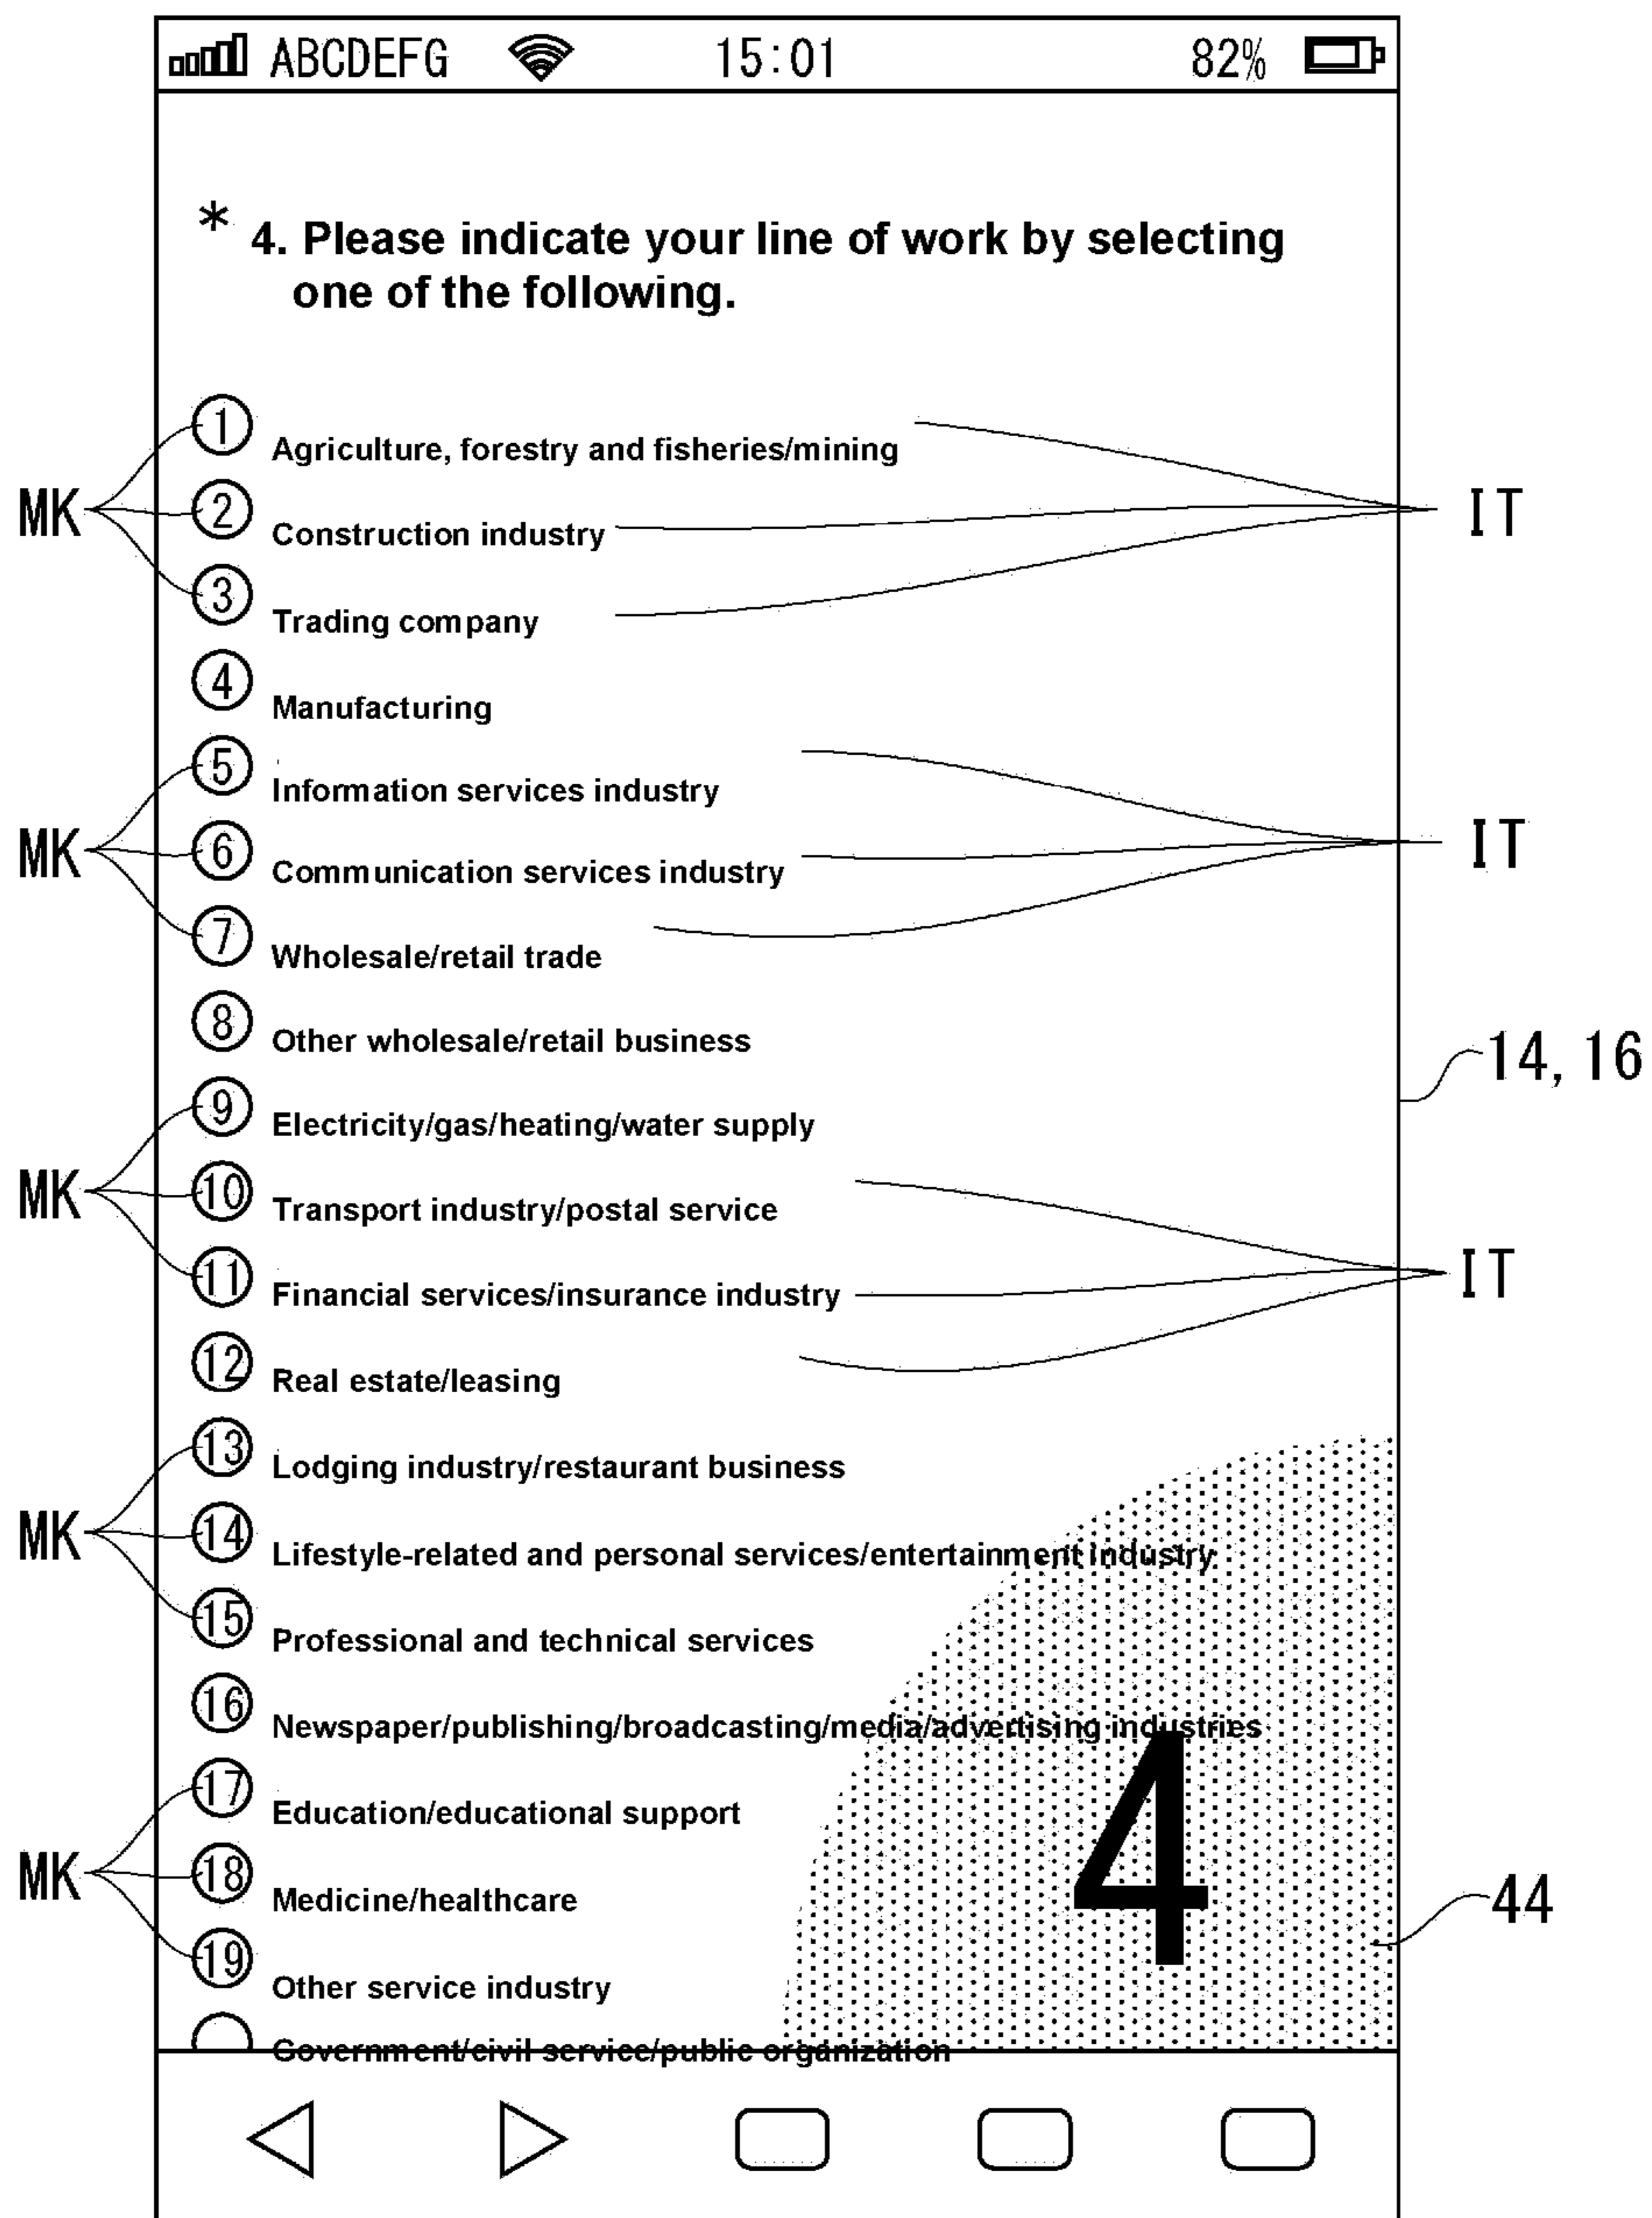 ABCDEFG 15:01 82%
* 4. Please indicate your line of work by selecting
one of the following.
1 Agriculture, forestry and fisheries/mining
MK 2 Construction industry IT
3 Trading company
4 Manufacturing
5 Information services industry
MK 6 Communication services industry IT
7 Wholesale/retail trade
8 Other wholesale/retail business
14, 16
9 Electricity/gas/heating/water supply
MK 10 Transport industry/postal service
11 Financial services/insurance industry IT
12 Real estate/leasing
13 Lodging industry/restaurant business
MK 14 Lifestyle-related and personal services/entertainment industry
15 Professional and technical services
16 Newspaper/publishing/broadcasting/media/advertising industries
17 Education/educational support
4
MK 18 Medicine/healthcare 44
19 Other service industry
Government/civil service/public organization